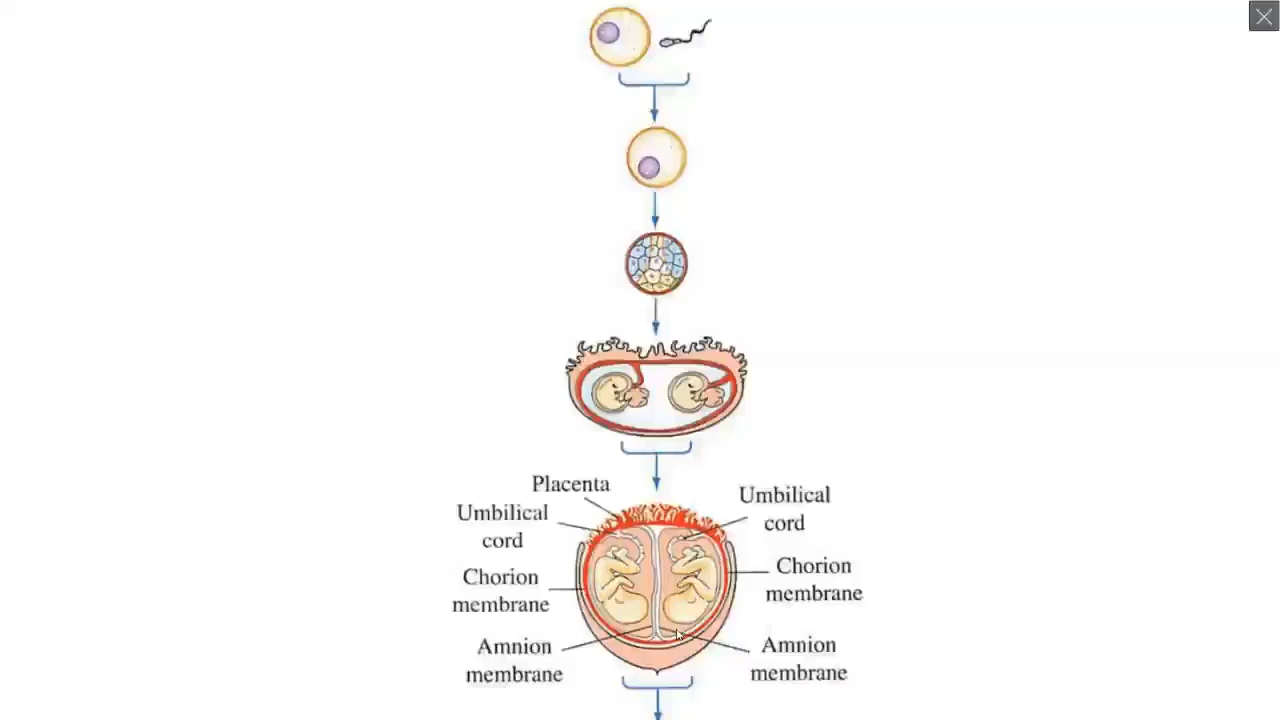 Placenta
Umbilical
cord
Umbilical
cord
Chorion
membrane
Chorion
membrane
Amnion
membrane
Amnion
membrane